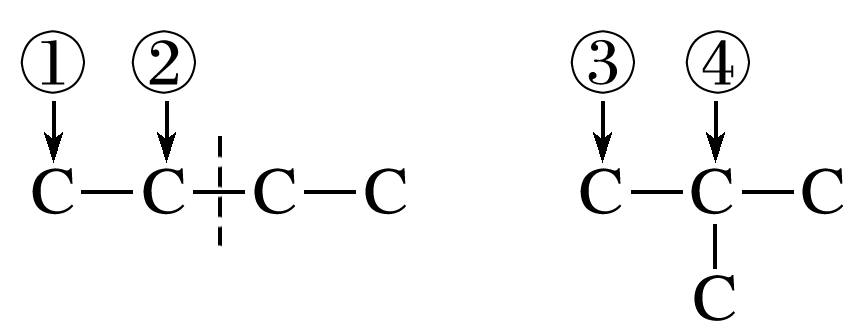 ① ② ③ ④
C—C—C—C C—C—C
C